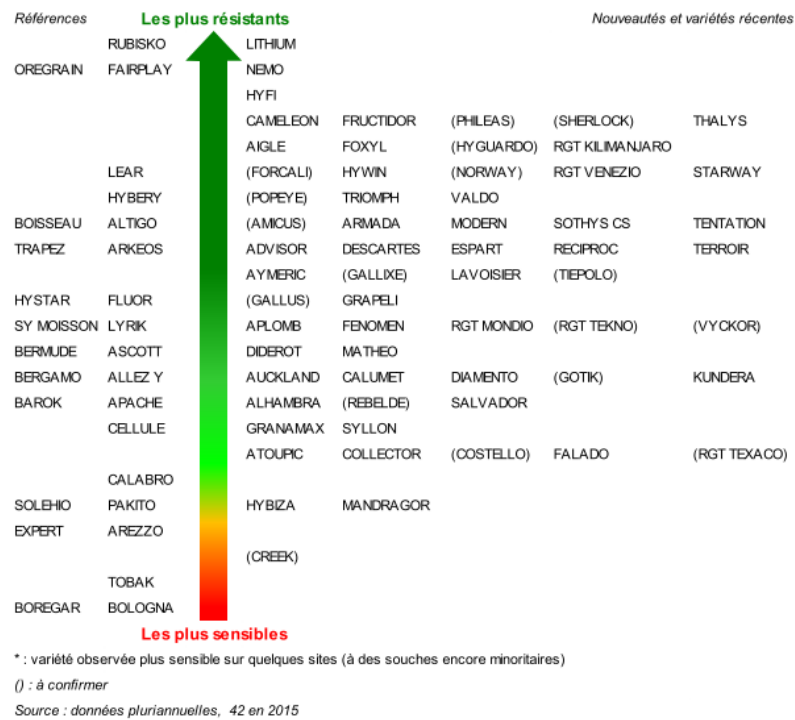 Références Les plus résistants Nouveautés et variétés récentes
RUBISKO LITHIUM
OREGRAIN FAIRPLAY NEMO
HYFI
CAMELEON FRUCTIDOR (PHILEAS) (SHERLOCK) THALYS
AIGLE FOXYL (HYGUARDO) RGT KILIMANJARO
LEAR (FORCALI) HYWIN (NORWAY) RGT VENEZIO STARWAY
HYBERY (POPEYE) TRIOMPH VALDO
BOISSEAU ALTIGO (AMICUS) ARMADA MODERN SOTHYS CS TENTATION
TRAPEZ ARKEOS ADVISOR DESCARTES ESPART RECIPROC TERROIR
AYMERIC (GALLIXE) LAVOISIER (TIEPOLO)
HYSTAR FLUOR (GALLUS) GRAPELI
SY MOISSON LYRIK APLOMB FENOMEN RGT MONDIO (RGT TEKNO) (VYCKOR)
BERMUDE ASCOTT DIDEROT MATHEO
BERGAMO ALLEZ Y AUCKLAND CALUMET DIAMENTO (GOTIK) KUNDERA
BAROK APACHE ALHAMBRA (REBELDE) SALVADOR
CELLULE GRANAMAX SYLLON
ATOUPIC COLLECTOR (COSTELLO) FALADO (RGT TEXACO)
CALABRO
SOLEHIO PAKITO HYBIZA MANDRAGOR
EXPERT AREZZO
(CREEK)
TOBAK
BOREGAR BOLOGNA
Les plus sensibles
* : variété observée plus sensible sur quelques sites (à des souches encore minoritaires)
() : à confirmer
Source : données pluriannuelles, 42 en 2015